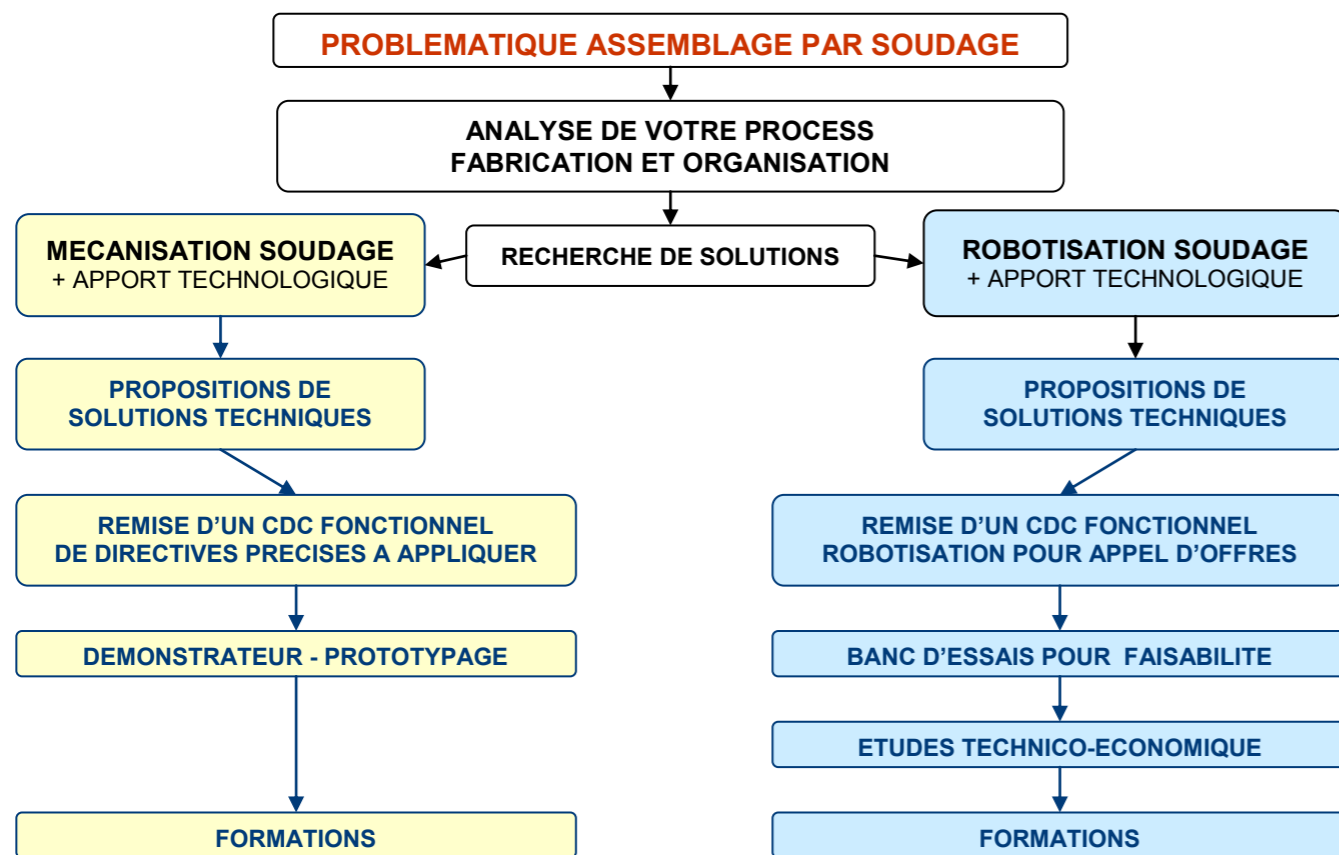 PROBLEMATIQUE ASSEMBLAGE PAR SOUDAGE
ANALYSE DE VOTRE PROCESS
FABRICATION ET ORGANISATION
RECHERCHE DE SOLUTIONS
MECANISATION SOUDAGE
+ APPORT TECHNOLOGIQUE
PROPOSITIONS DE
SOLUTIONS TECHNIQUES
REMISE D’UN CDC FONCTIONNEL
DE DIRECTIVES PRECISES A APPLIQUER
DEMONSTRATEUR - PROTOTYPAGE
FORMATIONS
ROBOTISATION SOUDAGE
+ APPORT TECHNOLOGIQUE
PROPOSITIONS DE
SOLUTIONS TECHNIQUES
REMISE D’UN CDC FONCTIONNEL
ROBOTISATION POUR APPEL D’OFFRES
BANC D’ESSAIS POUR  FAISABILITE
ETUDES TECHNICO-ECONOMIQUE
FORMATIONS